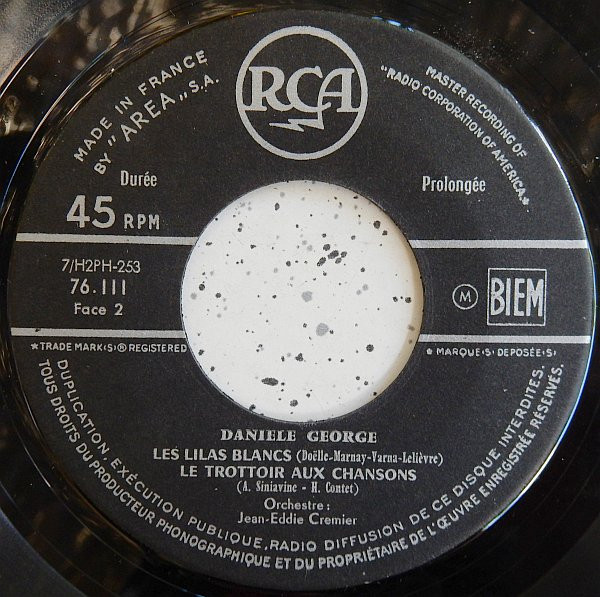 RCA
MADE IN FRANCE
BY "AREA„ S.A.
MASTER RECORDING OF
"RADIO CORPORATION OF AMERICA„
Durée
Prolongée
45 RPM
7/H2PH-253
76.111
Face 2
M
BIEM
★TRADE MARK(S)® REGISTERED
★ MARQUE(S) DEPOSÉE(S)
DANIELE GEORGE
LES LILAS BLANCS (Doëlle-Marnay-Varna-Lelièvre)
LE TROTTOIR AUX CHANSONS
(A. Siniavine - H. Contet)
Orchestre :
Jean-Eddie Cremier
DUPLICATION, EXÉCUTION PUBLIQUE, RADIO DIFFUSION DE CE DISQUE INTERDITES.
TOUS DROITS DU PRODUCTEUR PHONOGRAPHIQUE ET DU PROPRIÉTAIRE DE L'ŒUVRE ENREGISTRÉE RÉSERVÉS.